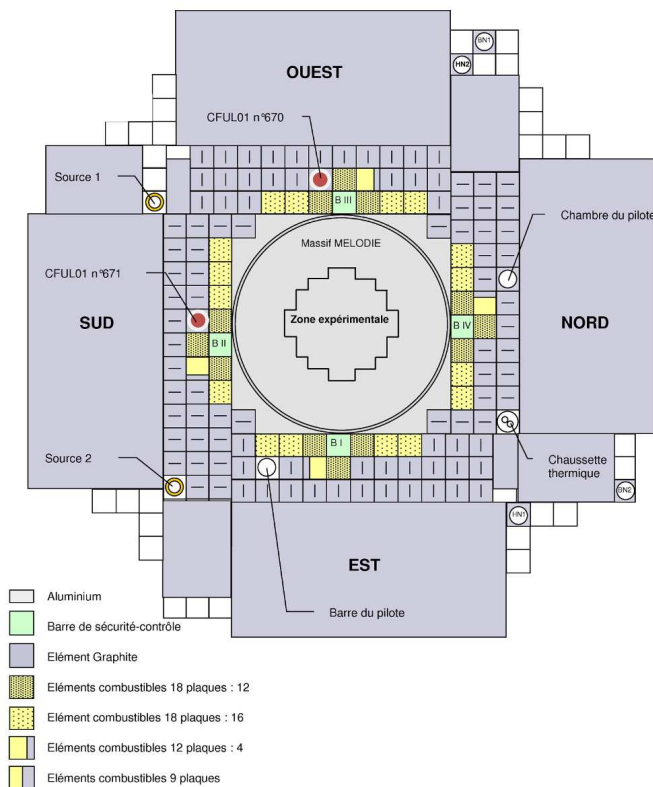 BN1
OUEST
HN2
CFUL01 n°670
Source 1
B III
Chambre du pilote
Massif MELODIE
CFUL01 n°671
SUD
Zone expérimentale
B IV
NORD
B II
B I
Source 2
Chaussette
thermique
BN2
HN1
EST
Aluminium
Barre du pilote
Barre de sécurité-contrôle
Elément Graphite
Eléments combustibles 18 plaques : 12
Elément combustibles 18 plaques : 16
Eléments combustibles 12 plaques : 4
Eléments combustibles 9 plaques